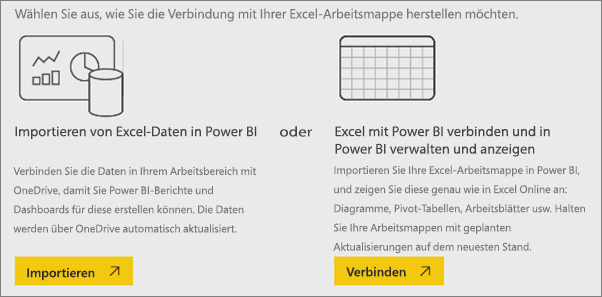 Wählen Sie aus, wie Sie die Verbindung mit Ihrer Excel-Arbeitsmappe herstellen möchten.
Importieren von Excel-Daten in Power BI
Verbinden Sie die Daten in Ihrem Arbeitsbereich mit
OneDrive, damit Sie Power BI-Berichte und
Dashboards für diese erstellen können. Die Daten
werden über OneDrive automatisch aktualisiert.
Importieren
oder
Excel mit Power BI verbinden und in
Power BI verwalten und anzeigen
Importieren Sie Ihre Excel-Arbeitsmappe in Power BI,
und zeigen Sie diese genau wie in Excel Online an:
Diagramme, Pivot-Tabellen, Arbeitsblätter usw. Halten
Sie Ihre Arbeitsmappen mit geplanten
Aktualisierungen auf dem neuesten Stand.
Verbinden